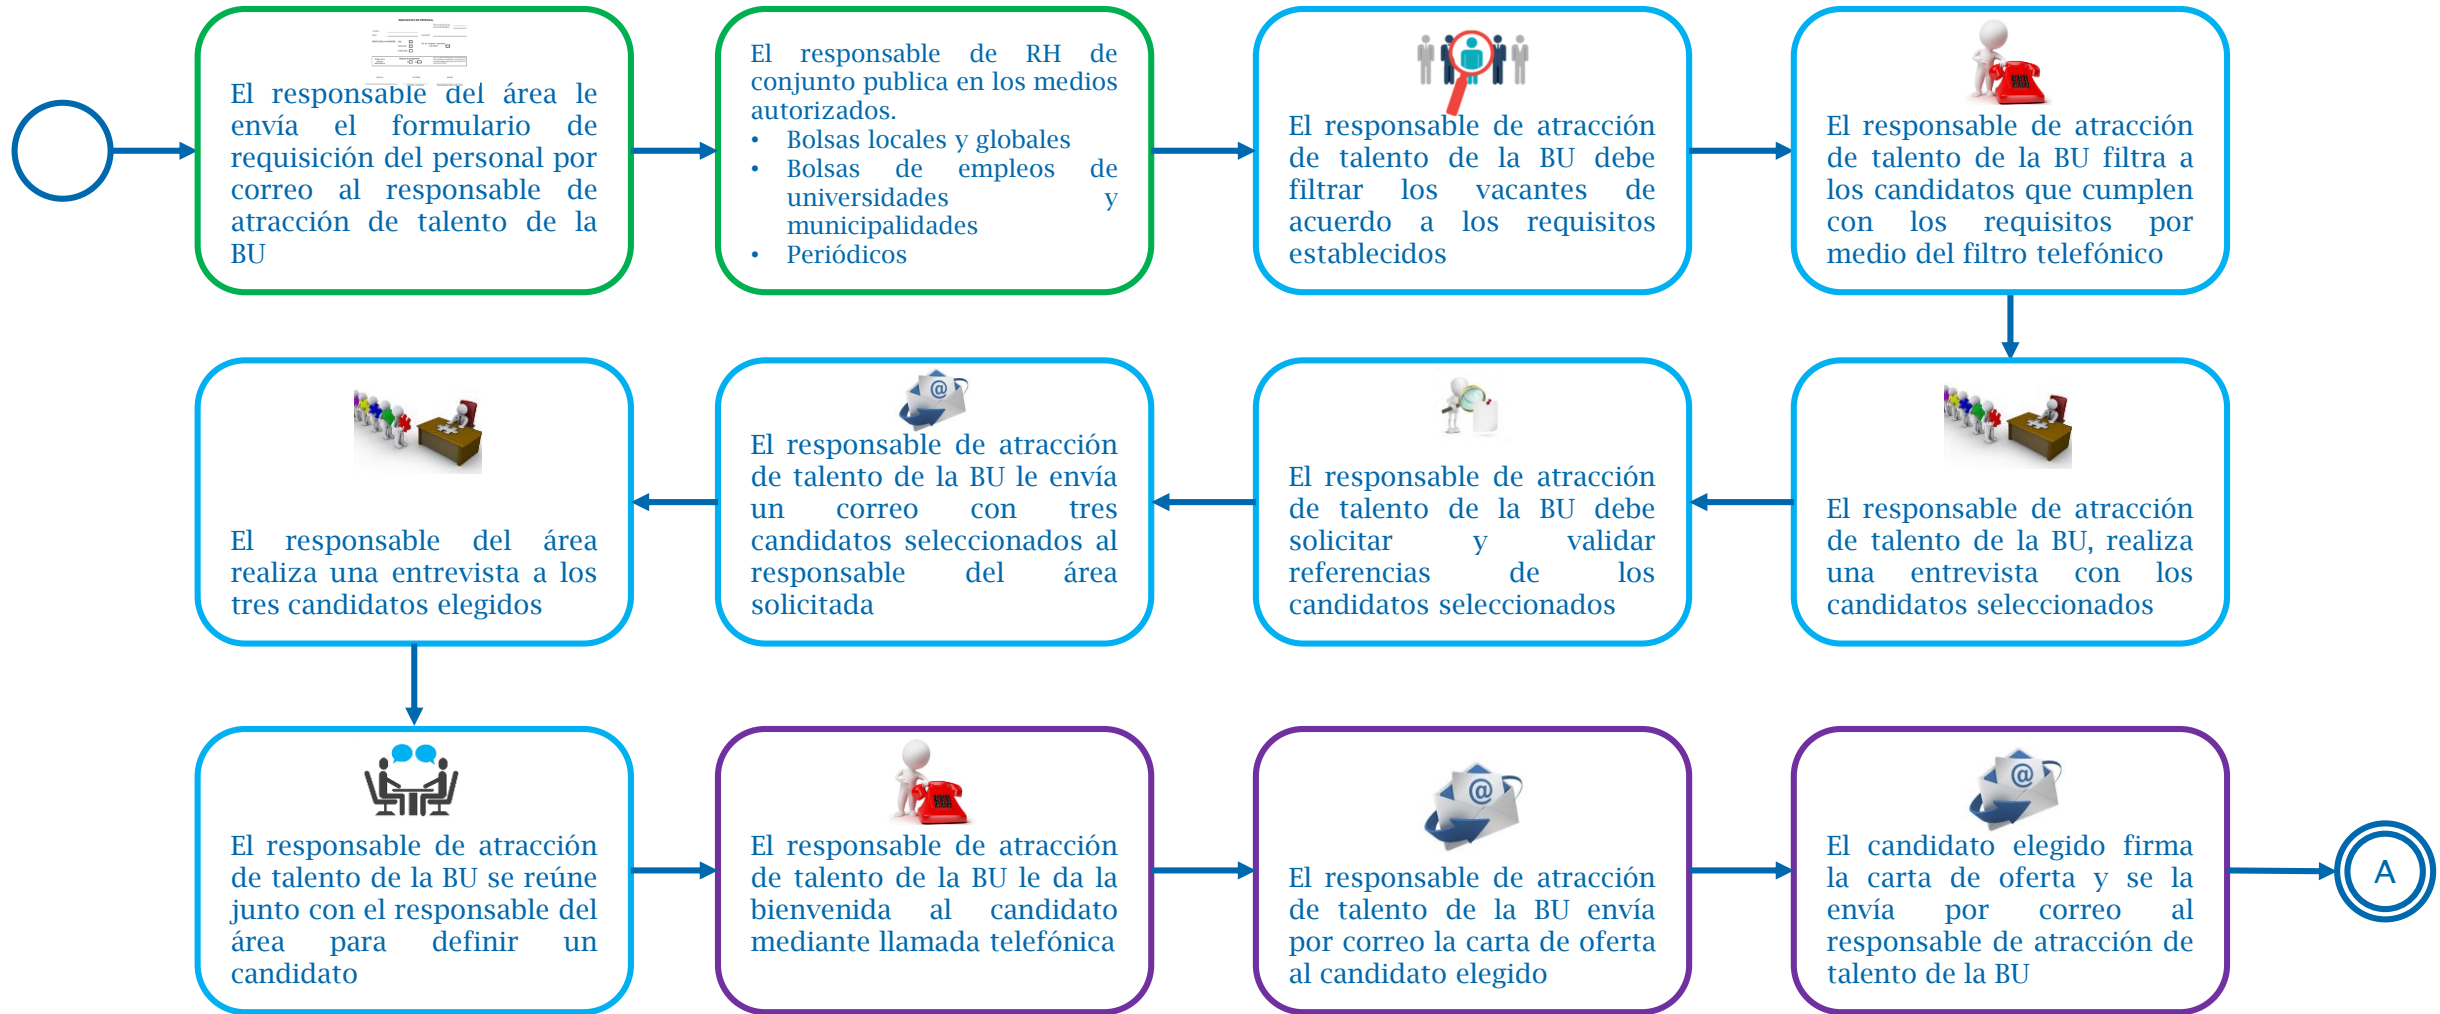 El responsable del área le
envía el formulario de
requisición del personal por
correo al responsable de
atracción de talento de la
BU
El responsable de RH de
conjunto publica en los medios
autorizados.
• Bolsas locales y globales
• Bolsas de empleos de
universidades y
municipalidades
• Periódicos
El responsable de atracción
de talento de la BU debe
filtrar los vacantes de
acuerdo a los requisitos
establecidos
El responsable de atracción
de talento de la BU filtra a
los candidatos que cumplen
con los requisitos por
medio del filtro telefónico
El responsable de atracción
de talento de la BU, realiza
una entrevista con los
candidatos seleccionados
El responsable de atracción
de talento de la BU debe
solicitar y validar
referencias de los
candidatos seleccionados
El responsable de atracción
de talento de la BU le envía
un correo con tres
candidatos seleccionados al
responsable del área
solicitada
El responsable del área
realiza una entrevista a los
tres candidatos elegidos
El responsable de atracción
de talento de la BU se reúne
junto con el responsable del
área para definir un
candidato
El responsable de atracción
de talento de la BU le da la
bienvenida al candidato
mediante llamada telefónica
El responsable de atracción
de talento de la BU envía
por correo la carta de oferta
al candidato elegido
El candidato elegido firma
la carta de oferta y se la
envía por correo al
responsable de atracción de
talento de la BU
A